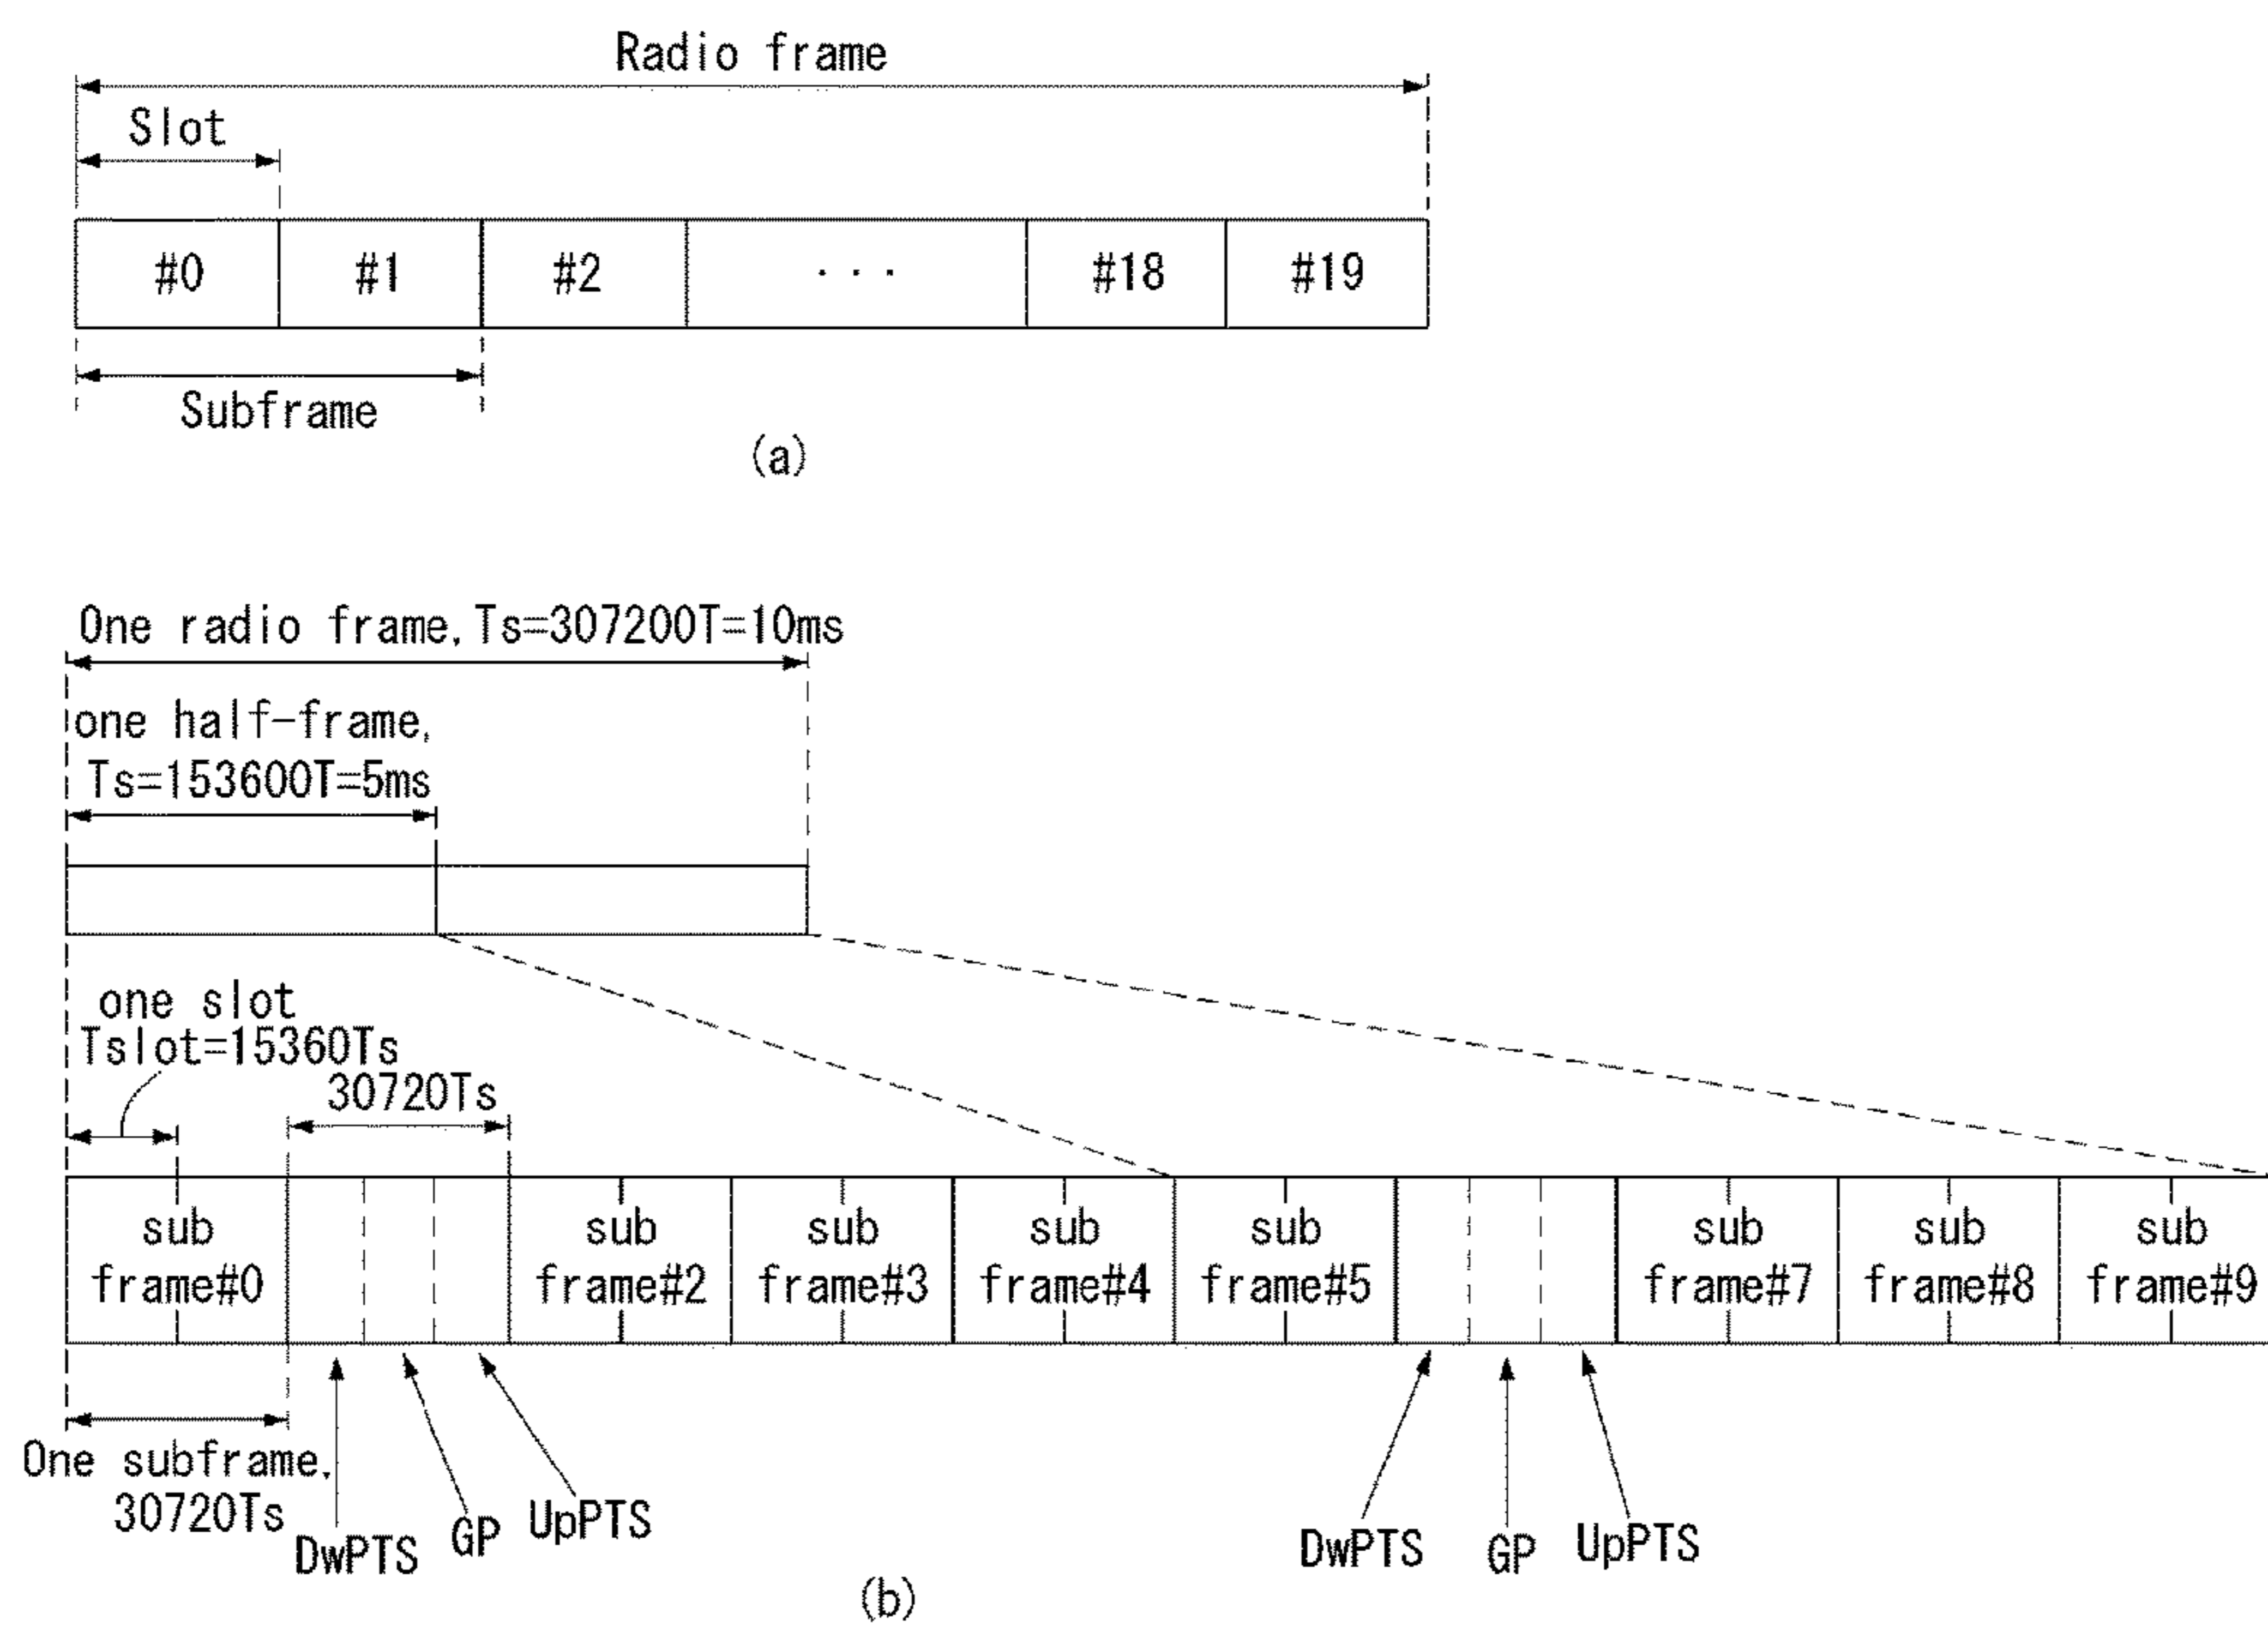 Radio frame
Slot
#0 #1 #2 ··· #18 #19
Subframe
(a)
One radio frame, Ts=307200T=10ms
one half-frame,
Ts=153600T=5ms
one slot
Tslot=15360Ts
30720Ts
sub sub sub sub sub sub sub sub
frame#0 frame#2 frame#3 frame#4 frame#5 frame#7 frame#8 frame#9
One subframe,
30720Ts
DwPTS GP UpPTS DwPTS GP UpPTS
(b)